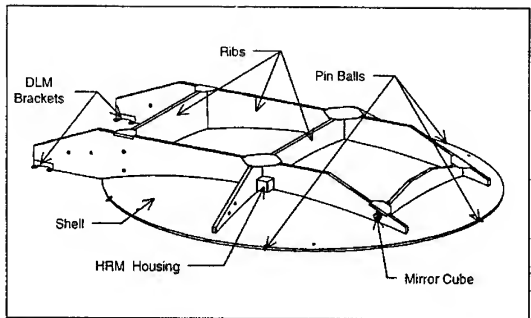 Ribs
Pin Balls
DLM
Brackets
Shell
HRM Housing
Mirror Cube